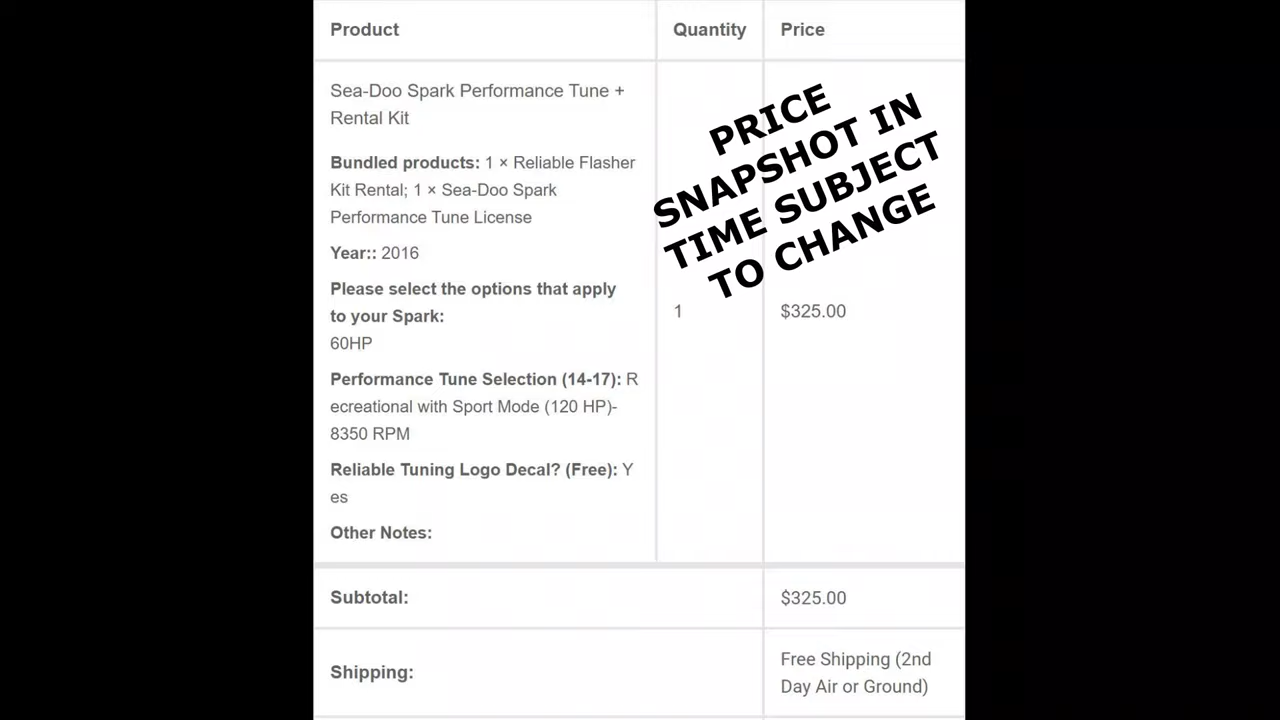 Product Quantity Price
Sea-Doo Spark Performance Tune +
Rental Kit
Bundled products: 1 × Reliable Flasher
Kit Rental; 1 × Sea-Doo Spark
Performance Tune License
Year:: 2016
Please select the options that apply
to your Spark:
60HP
Performance Tune Selection (14-17): R
ecreational with Sport Mode (120 HP)-
8350 RPM
Reliable Tuning Logo Decal? (Free): Y
es
Other Notes:
1 $325.00
PRICE
SNAPSHOT IN
TIME SUBJECT
TO CHANGE
Subtotal: $325.00
Shipping: Free Shipping (2nd
Day Air or Ground)